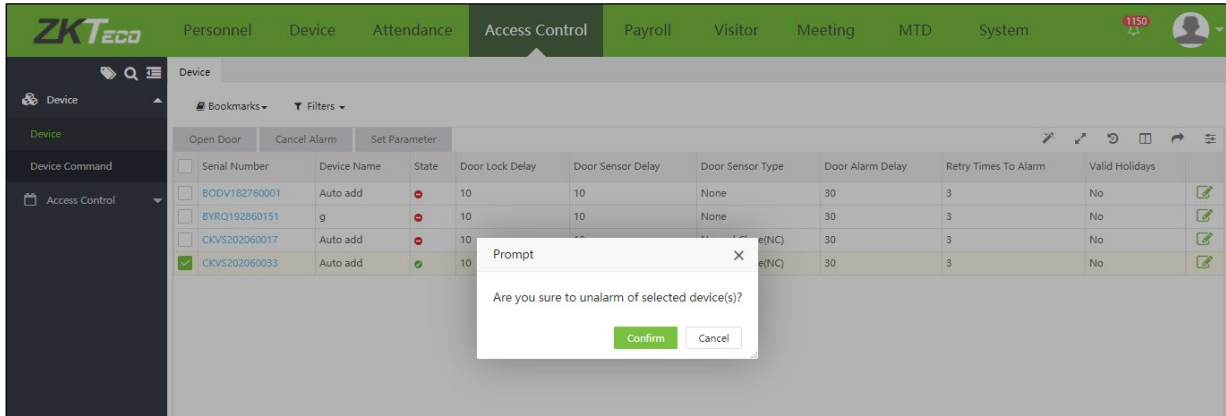 ZKTeco Personnel Device Attendance Access Control Payroll Visitor Meeting MTD System 1150
Device
Device
Bookmarks Filters
Device
Open Door Cancel Alarm Set Parameter
Device Command
Serial Number Device Name State Door Lock Delay Door Sensor Delay Door Sensor Type Door Alarm Delay Retry Times To Alarm Valid Holidays
Access Control
BODV182760001 Auto add 10 10 None 30 3 No
BYRQ192860151 g 10 10 None 30 3 No
CKVS202060017 Auto add 10 e(NC) 30 3 No
CKVS202060033 Auto add 10 e(NC) 30 3 No
Prompt
Are you sure to unalarm of selected device(s)?
Confirm Cancel